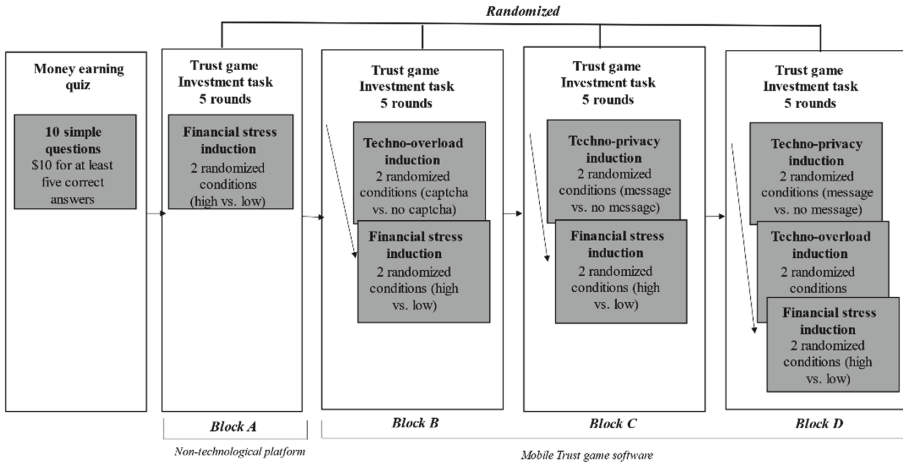 Randomized
Money earning
quiz
10 simple
questions
$10 for at least
five correct
answers
Trust game
Investment task
5 rounds
Financial stress
induction
2 randomized
conditions
(high vs. low)
Trust game
Investment task
5 rounds
Techno-overload
induction
2 randomized
conditions (captcha
vs. no captcha)
Financial stress
induction
2 randomized
conditions (high
vs. low)
Trust game
Investment task
5 rounds
Techno-privacy
induction
2 randomized
conditions (message
vs. no message)
Financial stress
induction
2 randomized
conditions (high
vs. low)
Trust game
Investment task
5 rounds
Techno-privacy
induction
2 randomized
conditions (message
vs. no message)
Techno-overload
induction
2 randomized
conditions
Financial stress
induction
2 randomized
conditions (high
vs. low)
Block A
Block B
Block C
Block D
Non-technological platform
Mobile Trust game software